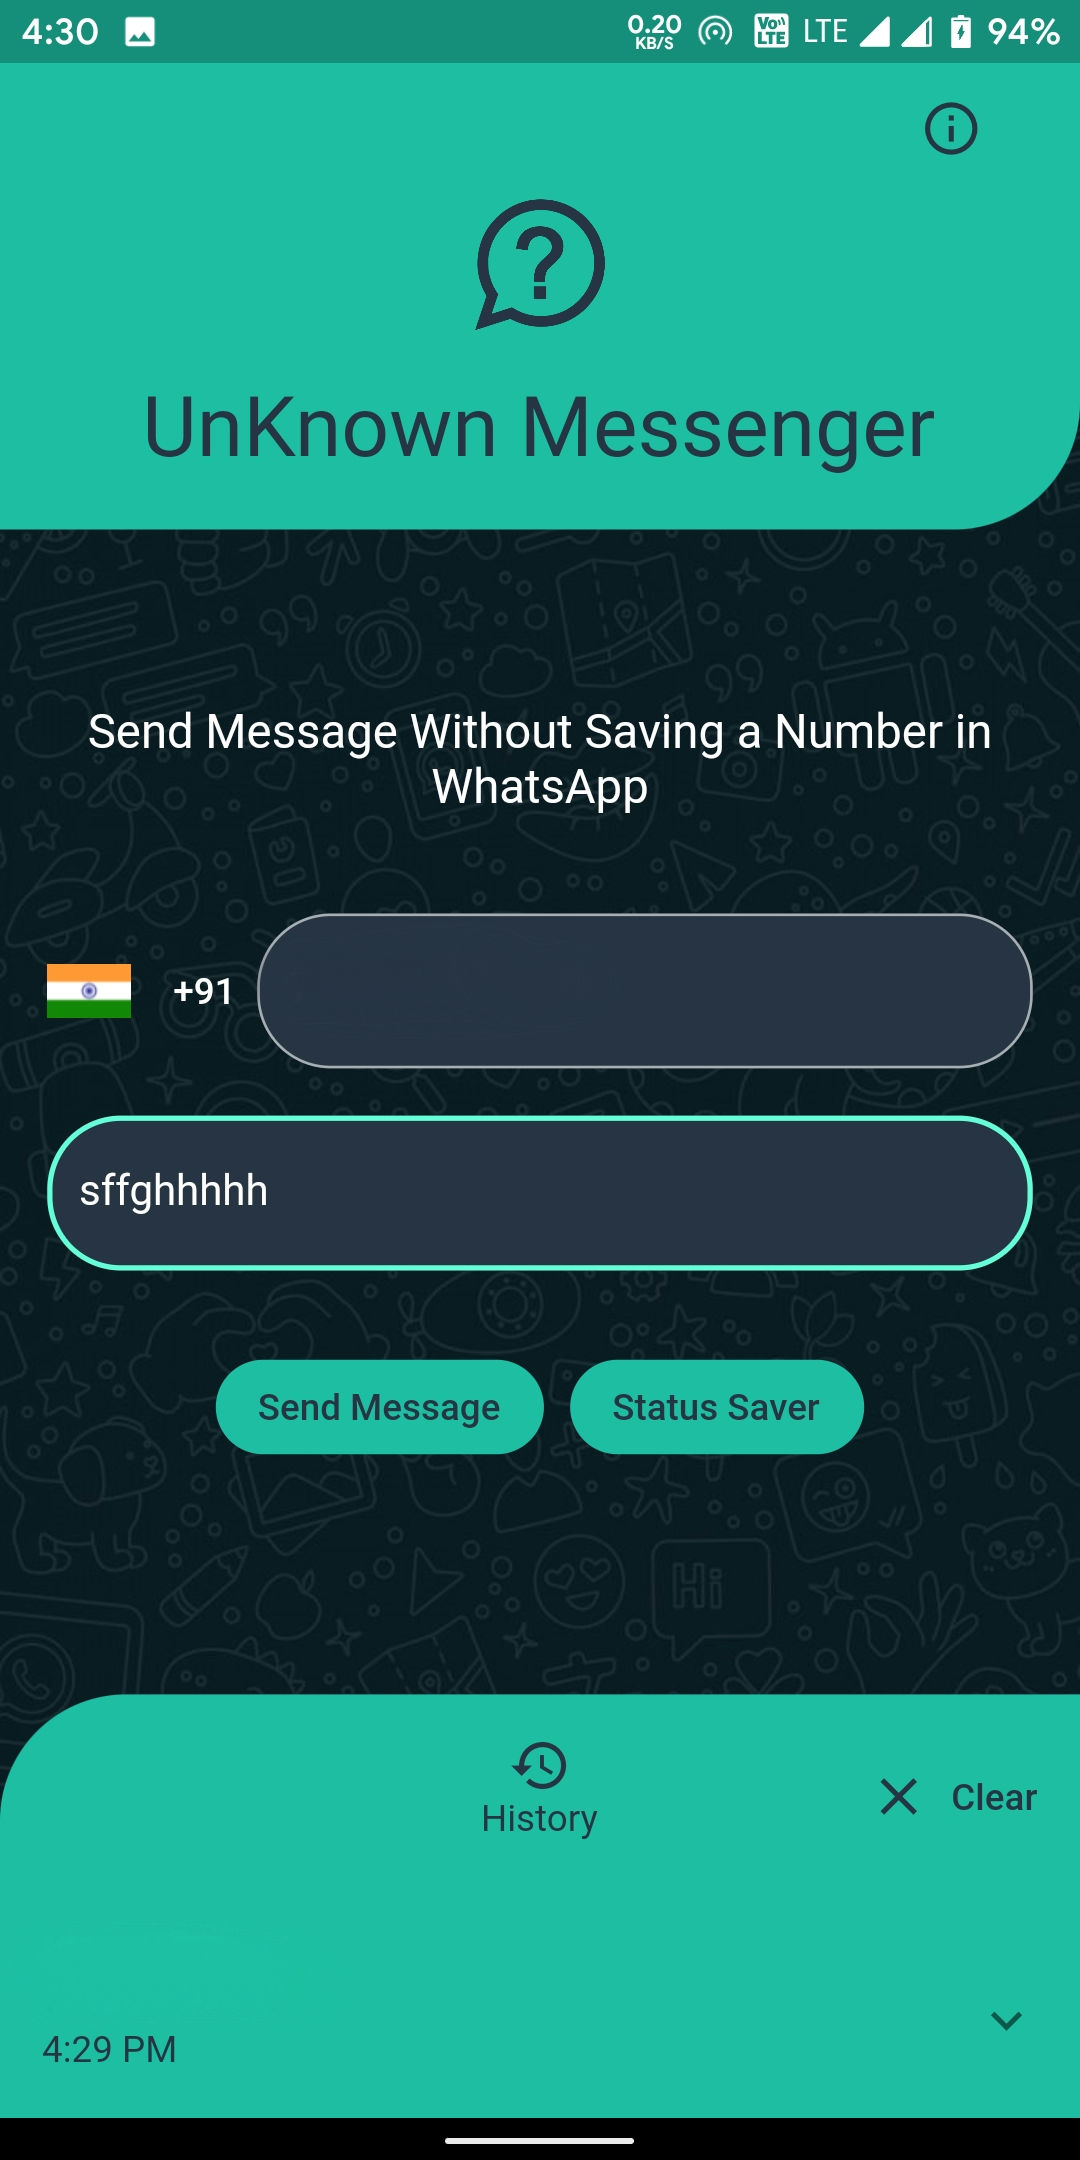 4:30
0.20
KB/S
Vo
LTE
LTE
94%
UnKnown Messenger
Send Message Without Saving a Number in
WhatsApp
+91
sffghhhhh
Send Message
Status Saver
Hi
History
Clear
4:29 PM